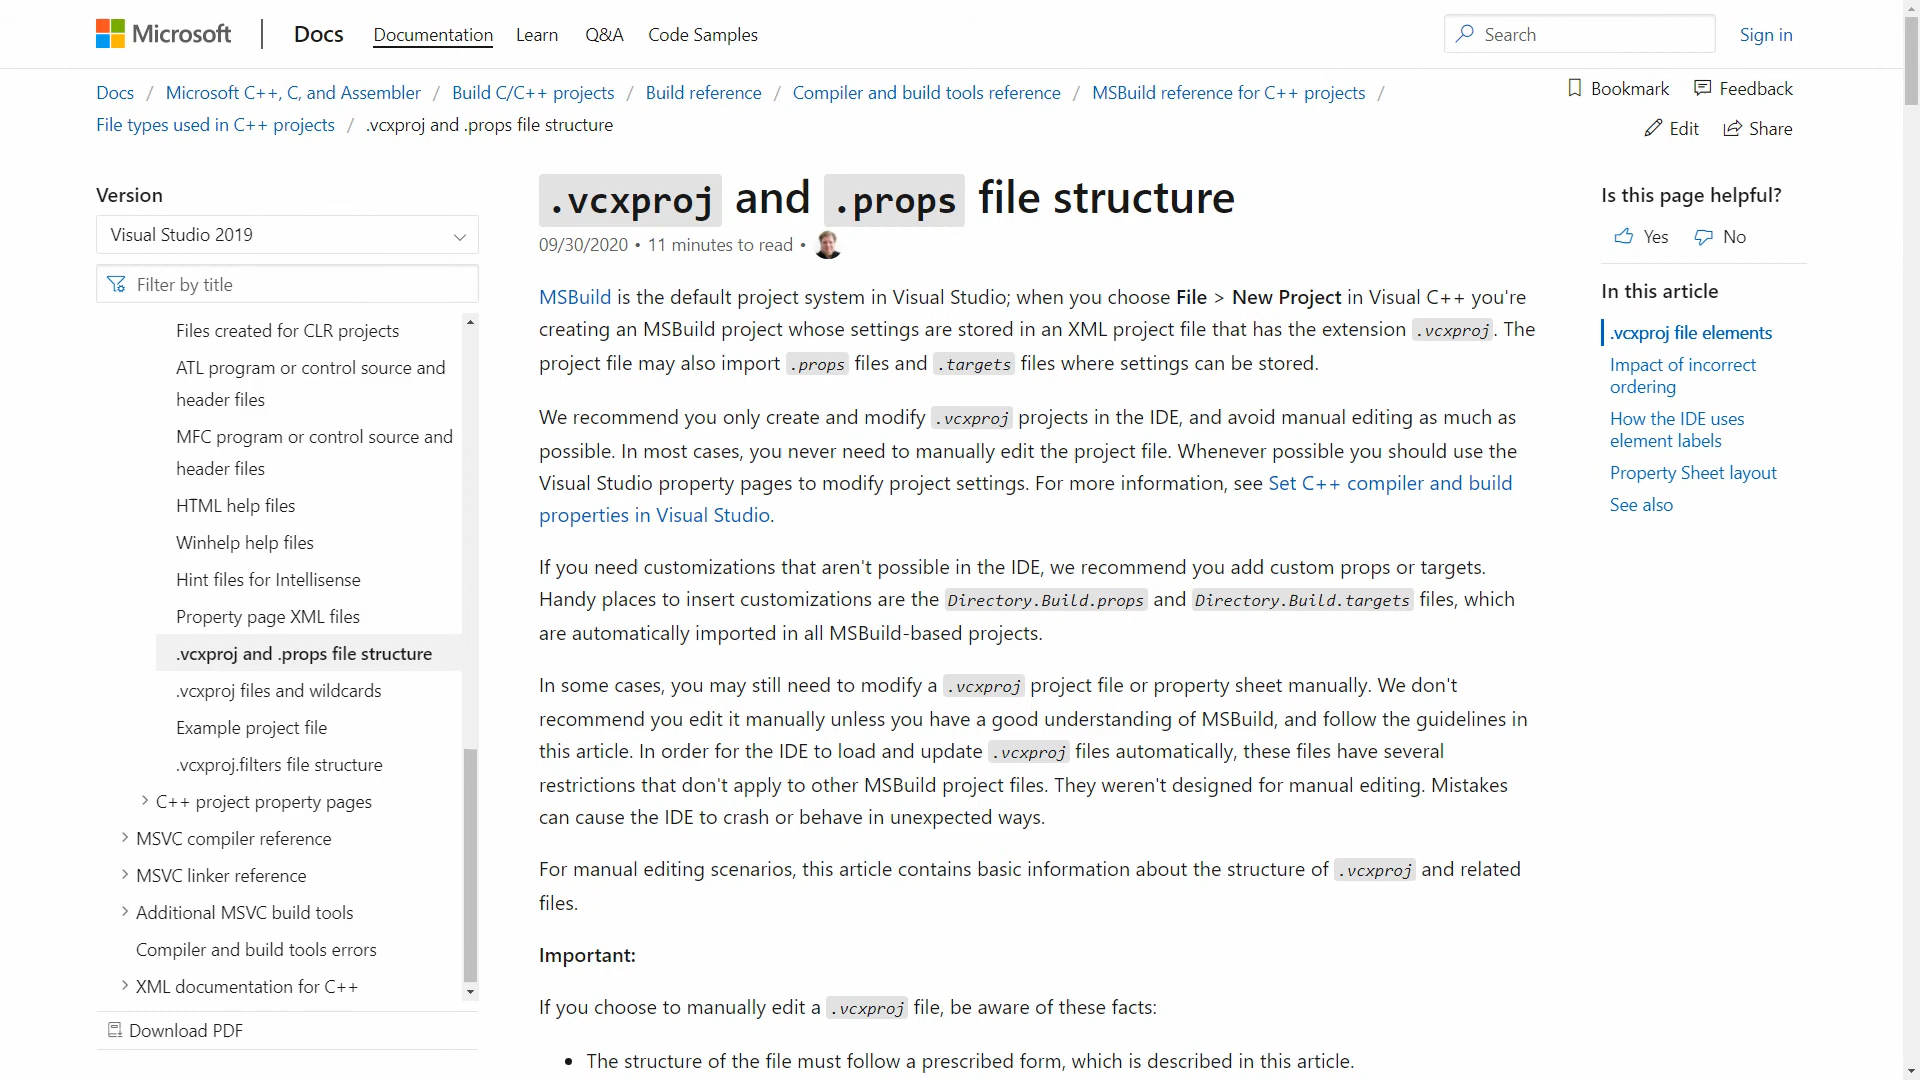 Microsoft
Docs
Documentation
Learn
Q&A
Code Samples
Search
Sign in
Docs / Microsoft C++, C, and Assembler / Build C/C++ projects / Build reference / Compiler and build tools reference / MSBuild reference for C++ projects /
File types used in C++ projects / .vcxproj and .props file structure
Bookmark
Feedback
Edit
Share
Version
Visual Studio 2019
Filter by title
Files created for CLR projects
ATL program or control source and
header files
MFC program or control source and
header files
HTML help files
Winhelp help files
Hint files for Intellisense
Property page XML files
.vcxproj and .props file structure
.vcxproj files and wildcards
Example project file
.vcxproj.filters file structure
C++ project property pages
MSVC compiler reference
MSVC linker reference
Additional MSVC build tools
Compiler and build tools errors
XML documentation for C++
Download PDF
.vcxproj and .props file structure
09/30/2020 • 11 minutes to read •
MSBuild is the default project system in Visual Studio; when you choose File > New Project in Visual C++ you're
creating an MSBuild project whose settings are stored in an XML project file that has the extension .vcxproj. The
project file may also import .props files and .targets files where settings can be stored.
We recommend you only create and modify .vcxproj projects in the IDE, and avoid manual editing as much as
possible. In most cases, you never need to manually edit the project file. Whenever possible you should use the
Visual Studio property pages to modify project settings. For more information, see Set C++ compiler and build
properties in Visual Studio.
If you need customizations that aren't possible in the IDE, we recommend you add custom props or targets.
Handy places to insert customizations are the Directory.Build.props and Directory.Build.targets files, which
are automatically imported in all MSBuild-based projects.
In some cases, you may still need to modify a .vcxproj project file or property sheet manually. We don't
recommend you edit it manually unless you have a good understanding of MSBuild, and follow the guidelines in
this article. In order for the IDE to load and update .vcxproj files automatically, these files have several
restrictions that don't apply to other MSBuild project files. They weren't designed for manual editing. Mistakes
can cause the IDE to crash or behave in unexpected ways.
For manual editing scenarios, this article contains basic information about the structure of .vcxproj and related
files.
Important:
If you choose to manually edit a .vcxproj file, be aware of these facts:
• The structure of the file must follow a prescribed form, which is described in this article.
Is this page helpful?
Yes
No
In this article
.vcxproj file elements
Impact of incorrect
ordering
How the IDE uses
element labels
Property Sheet layout
See also